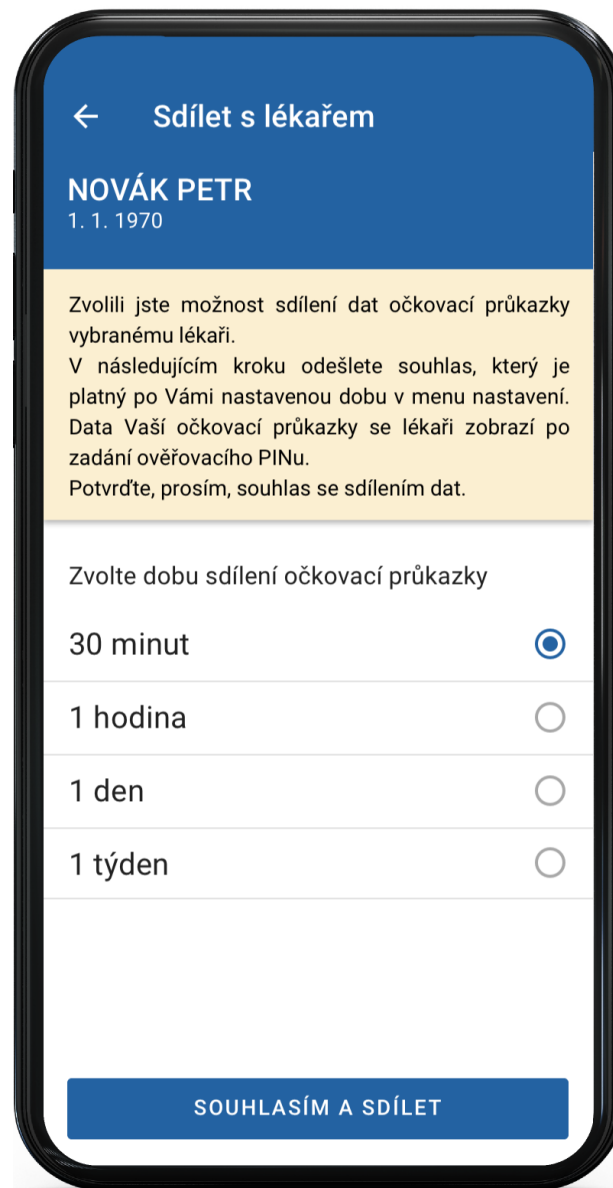 Sdílet s lékařem
NOVÁK PETR
1. 1. 1970
Zvolili jste možnost sdílení dat očkovací průkazky
vybranému lékaři.
V následujícím kroku odešlete souhlas, který je
platný po Vámi nastavenou dobu v menu nastavení.
Data Vaší očkovací průkazky se lékaři zobrazí po
zadání ověřovacího PINu.
Potvrďte, prosím, souhlas se sdílením dat.
Zvolte dobu sdílení očkovací průkazky
30 minut
1 hodina
1 den
1 týden
SOUHLASÍM A SDÍLET